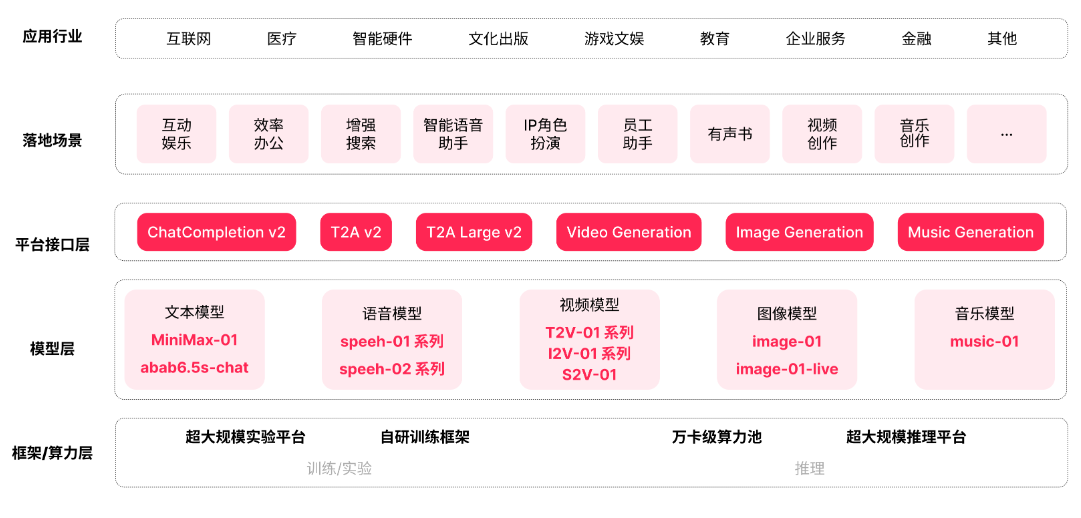 应用行业
互联网 医疗 智能硬件 文化出版 游戏文娱 教育 企业服务 金融 其他
落地场景
互动 效率 增强 智能语音 IP角色 员工 有声书 视频 音乐 ...
娱乐 办公 搜索 助手 扮演 助手 创作 创作
平台接口层
ChatCompletion v2 T2A v2 T2A Large v2 Video Generation Image Generation Music Generation
模型层
文本模型 语音模型 视频模型 图像模型 音乐模型
MiniMax-01 speeh-01 系列 T2V-01 系列 image-01 music-01
I2V-01 系列
abab6.5s-chat speeh-02 系列 S2V-01 image-01-live
框架/算力层
超大规模实验平台 自研训练框架 万卡级算力池 超大规模推理平台
训练/实验 推理